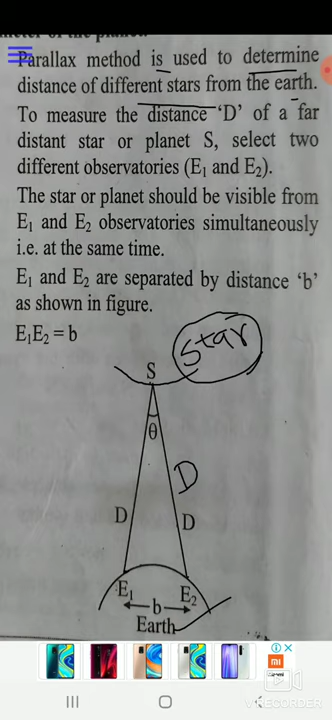 Parallax method is used to determine
distance of different stars from the earth.
To measure the distance 'D' of a far
distant star or planet S, select two
different observatories (E₁ and E₂).
The star or planet should be visible from
E₁ and E₂ observatories simultaneously
i.e. at the same time.
E₁ and E₂ are separated by distance 'b'
as shown in figure.
E₁E₂ = b
Star
S
θ
D
D
D
E₁
E₂
b
Earth
mi
V RECORDER